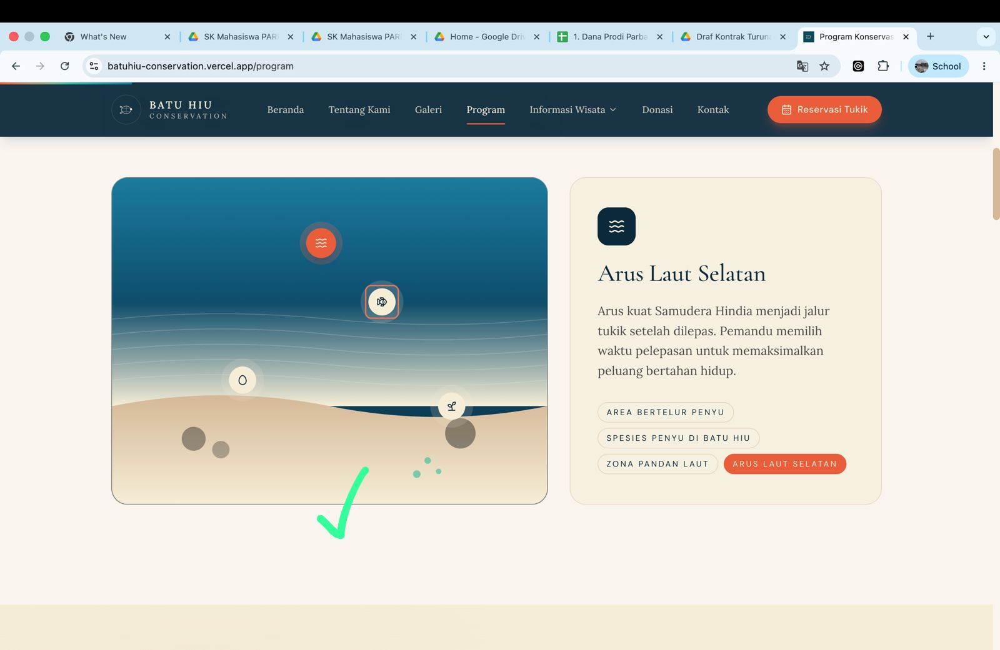 What's New
SK Mahasiswa PAR
SK Mahasiswa PAR
Home - Google Driv
1. Dana Prodi Parba
Draf Kontrak Turuna
Program Konservas
batuhiu-conservation.vercel.app/program
School
BATU HIU
CONSERVATION
Beranda
Tentang Kami
Galeri
Program
Informasi Wisata
Donasi
Kontak
Reservasi Tukik
Arus Laut Selatan
Arus kuat Samudera Hindia menjadi jalur
tukik setelah dilepas. Pemandu memilih
waktu pelepasan untuk memaksimalkan
peluang bertahan hidup.
AREA BERTELUR PENYU
SPESIES PENYU DI BATU HIU
ZONA PANDAN LAUT
ARUS LAUT SELATAN